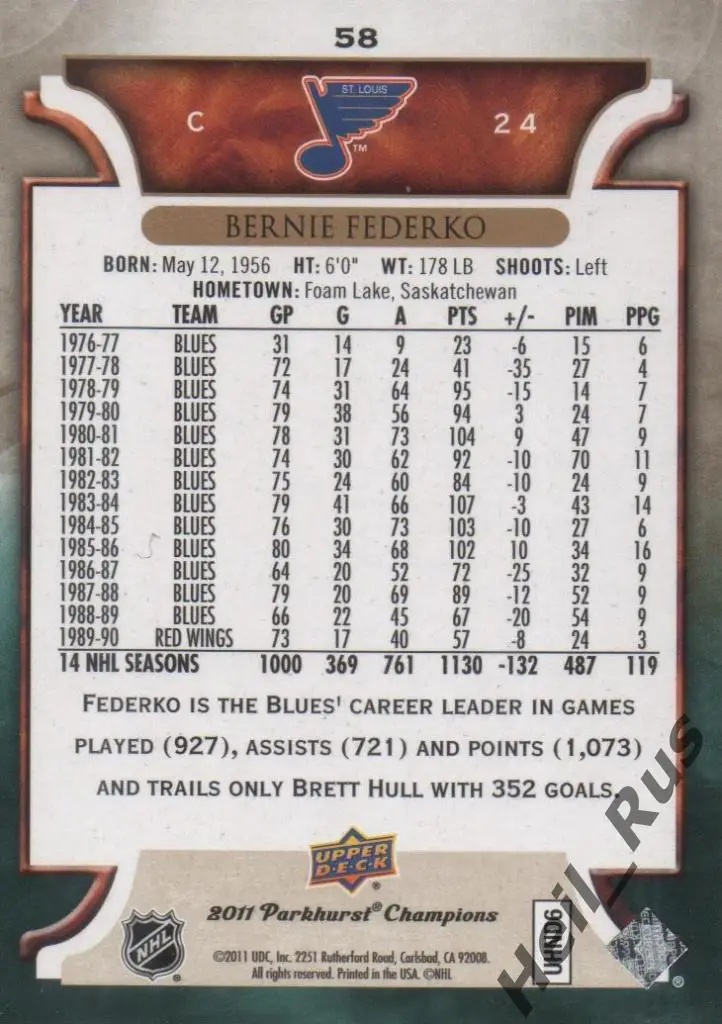 58
C
ST. LOUIS
TM
24
BERNIE FEDERKO
BORN: May 12, 1956 HT: 6'0" WT: 178 LB SHOOTS: Left
HOMETOWN: Foam Lake, Saskatchewan
YEAR TEAM GP G A PTS +/- PIM PPG
1976-77 BLUES 31 14 9 23 -6 15 6
1977-78 BLUES 72 17 24 41 -35 27 4
1978-79 BLUES 74 31 64 95 -15 14 7
1979-80 BLUES 79 38 56 94 3 24 7
1980-81 BLUES 78 31 73 104 9 47 9
1981-82 BLUES 74 30 62 92 -10 70 11
1982-83 BLUES 75 24 60 84 -10 24 9
1983-84 BLUES 79 41 66 107 -3 43 14
1984-85 BLUES 76 30 73 103 -10 27 6
1985-86 BLUES 80 34 68 102 10 34 16
1986-87 BLUES 64 20 52 72 -25 32 9
1987-88 BLUES 79 20 69 89 -12 52 9
1988-89 BLUES 66 22 45 67 -20 54 9
1989-90 RED WINGS 73 17 40 57 -8 24 3
14 NHL SEASONS 1000 369 761 1130 -132 487 119
FEDERKO IS THE BLUES' CAREER LEADER IN GAMES
PLAYED (927), ASSISTS (721) AND POINTS (1,073)
AND TRAILS ONLY BRETT HULL WITH 352 GOALS.
UPPER
D·E·C·K
®
2011 Parkhurst® Champions
NHL
®
©2011 UDC, Inc. 2251 Rutherford Road, Carlsbad, CA 92008.
All rights reserved. Printed in the USA. ©NHL
UHND6
®
Heil_Rus